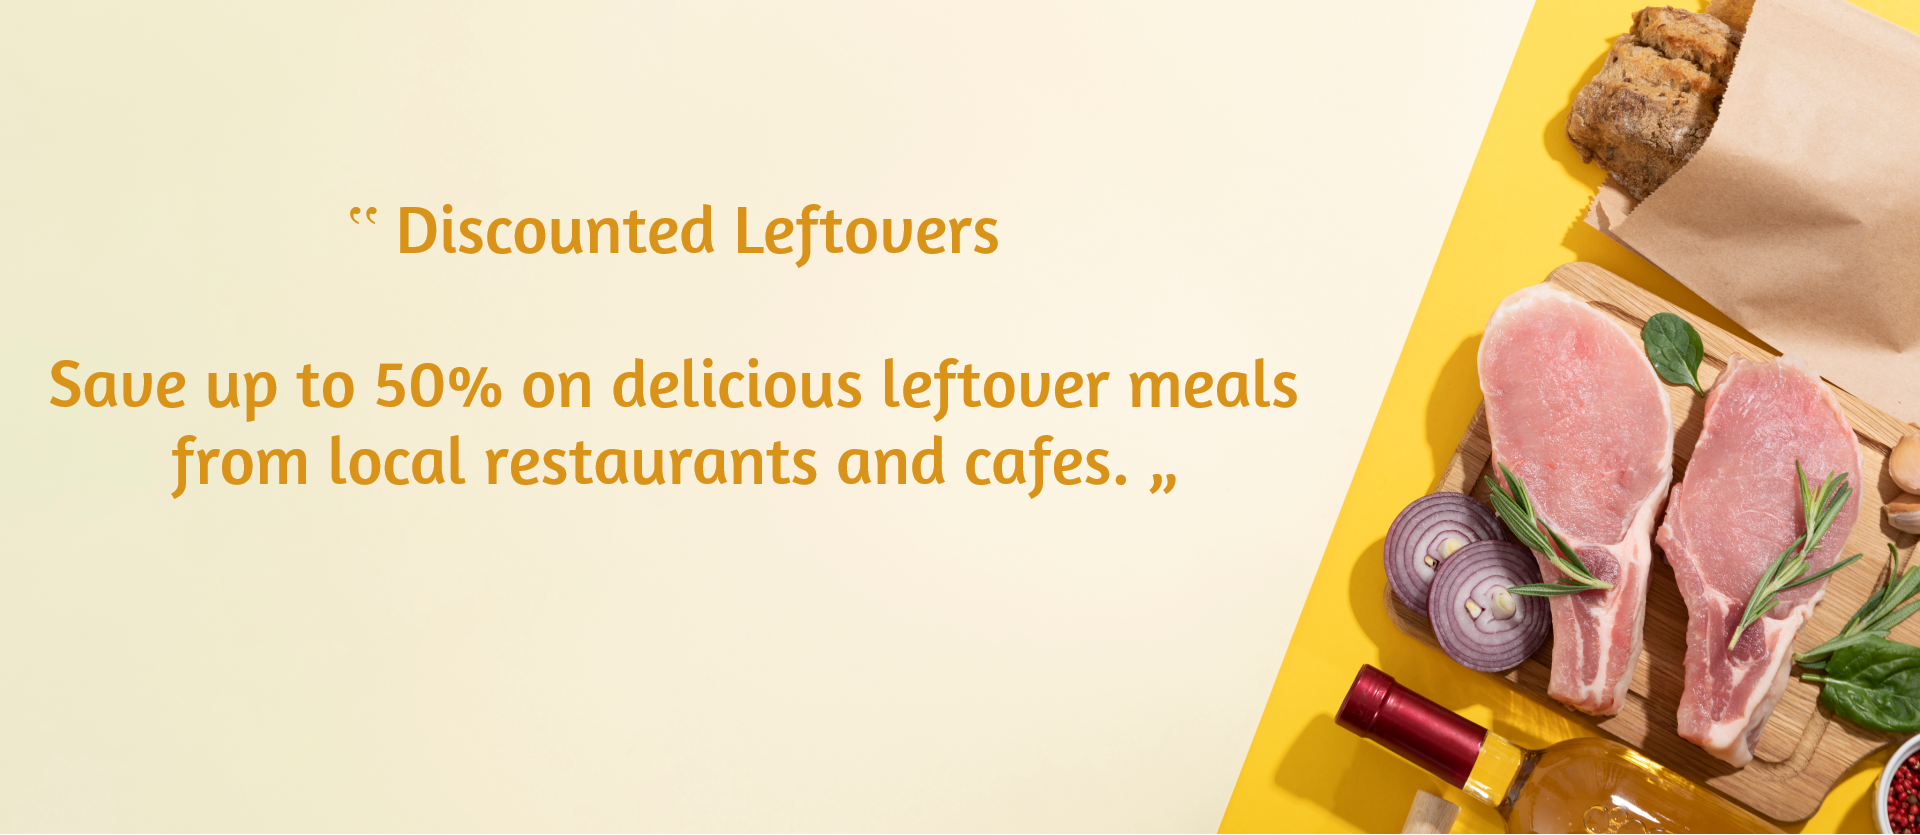 “ Discounted Leftovers
Save up to 50% on delicious leftover meals
from local restaurants and cafes. „